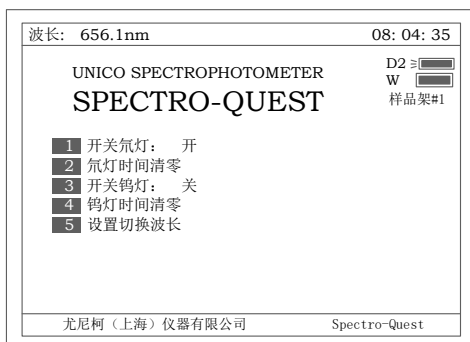 波长: 656.1nm 08: 04: 35
UNICO SPECTROPHOTOMETER
SPECTRO-QUEST
D2
W
样品架#1
1 开关氘灯： 开
2 氘灯时间清零
3 开关钨灯： 关
4 钨灯时间清零
5 设置切换波长
尤尼柯（上海）仪器有限公司 Spectro-Quest